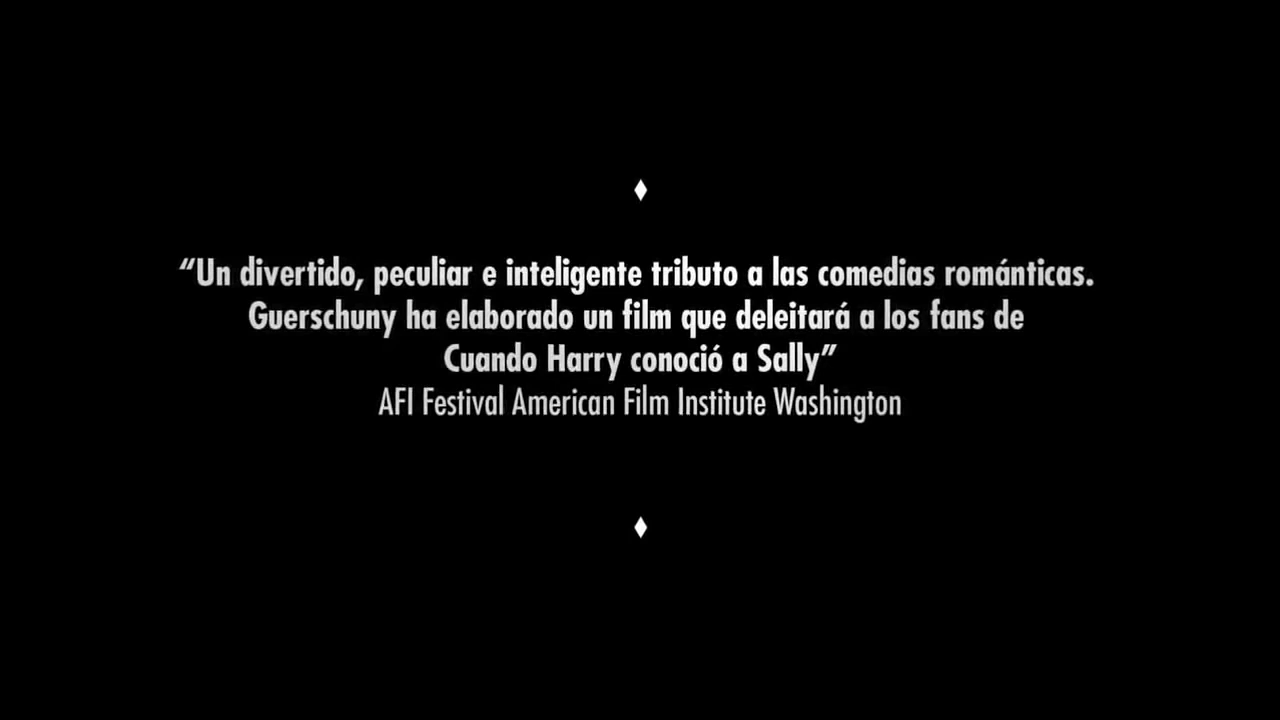 “Un divertido, peculiar e inteligente tributo a las comedias románticas.
Guerschuny ha elaborado un film que deleitará a los fans de
Cuando Harry conoció a Sally”
AFI Festival American Film Institute Washington